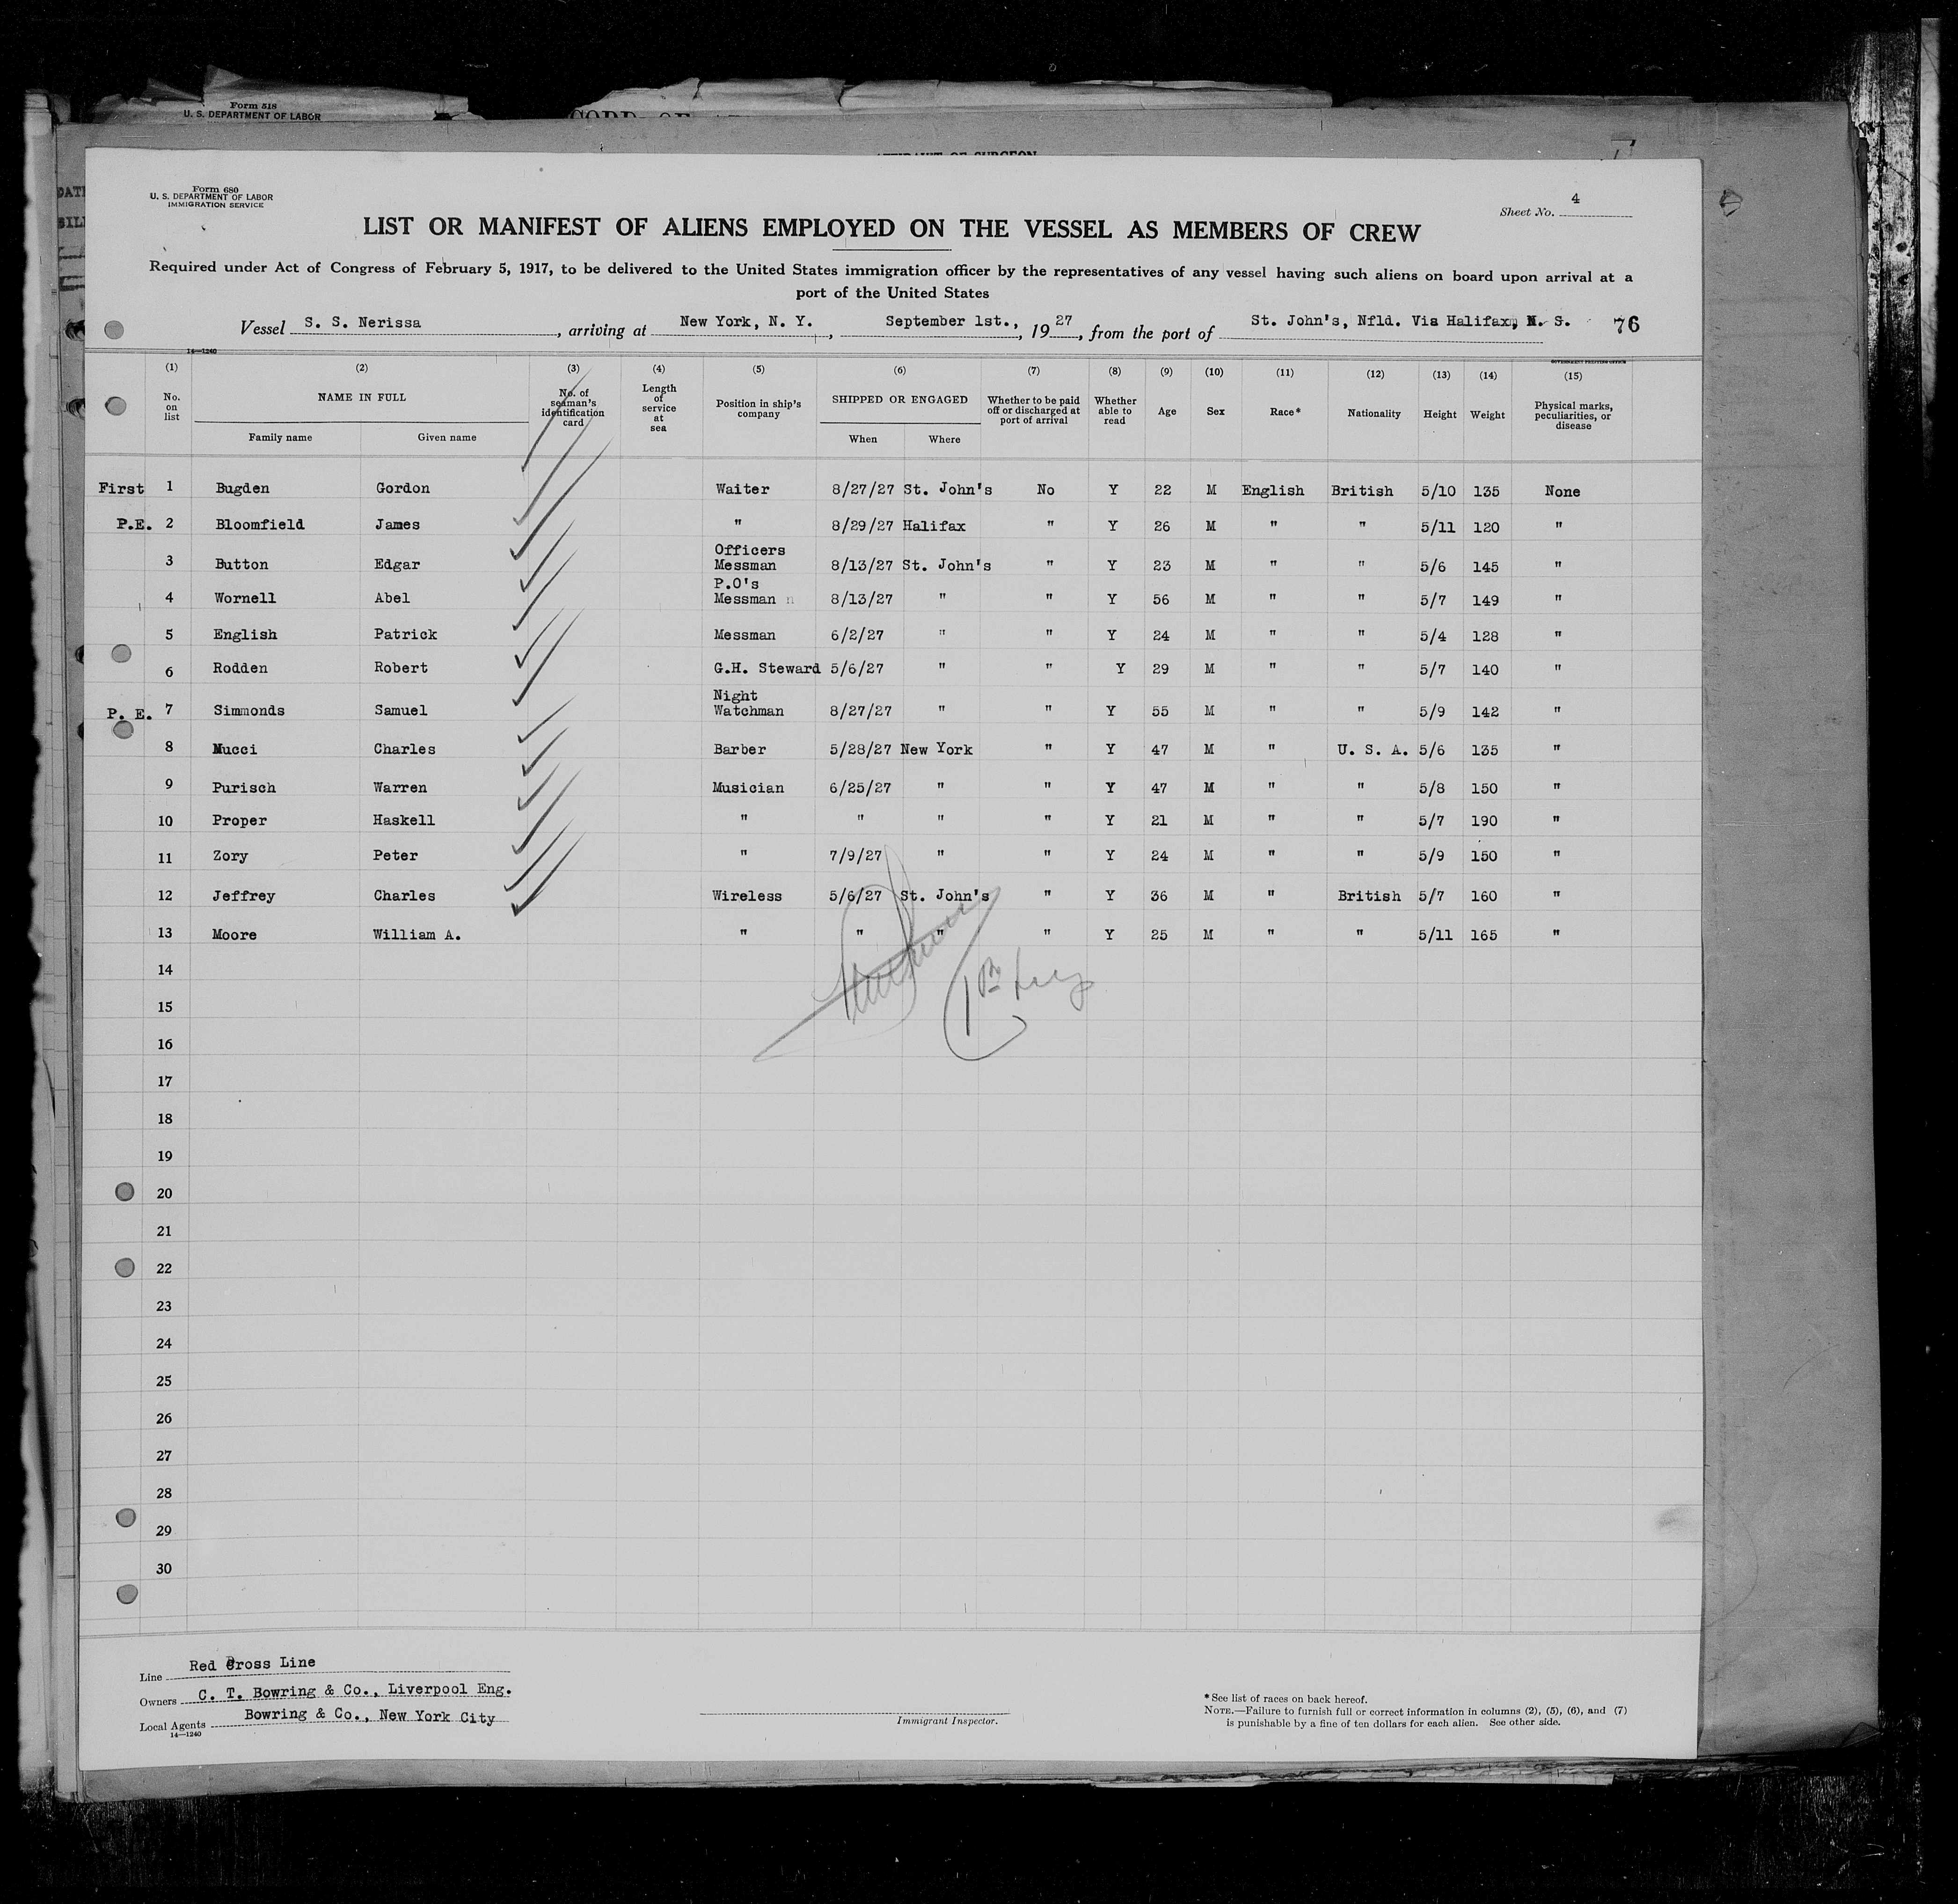 Form 518
U. S. DEPARTMENT OF LABOR
Form 680
U. S. DEPARTMENT OF LABOR
IMMIGRATION SERVICE
Sheet No. 4
LIST OR MANIFEST OF ALIENS EMPLOYED ON THE VESSEL AS MEMBERS OF CREW
Required under Act of Congress of February 5, 1917, to be delivered to the United States immigration officer by the representatives of any vessel having such aliens on board upon arrival at a
port of the United States
Vessel S. S. Nerissa, arriving at New York, N. Y., September 1st., 1927, from the port of St. John's, Nfld. Via Halifax, N. S. 76
14—1240 GOVERNMENT PRINTING OFFICE
(1) (2) (3) (4) (5) (6) (7) (8) (9) (10) (11) (12) (13) (14) (15)
No. on list NAME IN FULL No. of seaman's identification card Length of service at sea Position in ship's company SHIPPED OR ENGAGED Whether to be paid off or discharged at port of arrival Whether able to read Age Sex Race* Nationality Height Weight Physical marks, peculiarities, or disease
Family name Given name When Where
First 1 Bugden Gordon Waiter 8/27/27 St. John's No Y 22 M English British 5/10 135 None
P.E. 2 Bloomfield James " 8/29/27 Halifax " Y 26 M " " 5/11 120 "
3 Button Edgar Officers Messman 8/13/27 St. John's " Y 23 M " " 5/6 145 "
4 Wornell Abel P.O's Messman 8/13/27 " " Y 56 M " " 5/7 149 "
5 English Patrick Messman 6/2/27 " " Y 24 M " " 5/4 128 "
6 Rodden Robert G.H. Steward 5/6/27 " " Y 29 M " " 5/7 140 "
P. E. 7 Simmonds Samuel Night Watchman 8/27/27 " " Y 55 M " " 5/9 142 "
8 Mucci Charles Barber 5/28/27 New York " Y 47 M " U. S. A. 5/6 135 "
9 Purisch Warren Musician 6/25/27 " " Y 47 M " " 5/8 150 "
10 Proper Haskell " " " " Y 21 M " " 5/7 190 "
11 Zory Peter " 7/9/27 " " Y 24 M " " 5/9 150 "
12 Jeffrey Charles Wireless 5/6/27 St. John's " Y 36 M " British 5/7 160 "
13 Moore William A. " " " " Y 25 M " " 5/11 165 "
14
15
16
17
18
19
20
21
22
23
24
25
26
27
28
29
30
Line Red Cross Line
Owners C. T. Bowring & Co., Liverpool Eng.
Local Agents Bowring & Co., New York City
14—1240
Immigrant Inspector.
* See list of races on back hereof.
NOTE.—Failure to furnish full or correct information in columns (2), (5), (6), and (7)
is punishable by a fine of ten dollars for each alien. See other side.